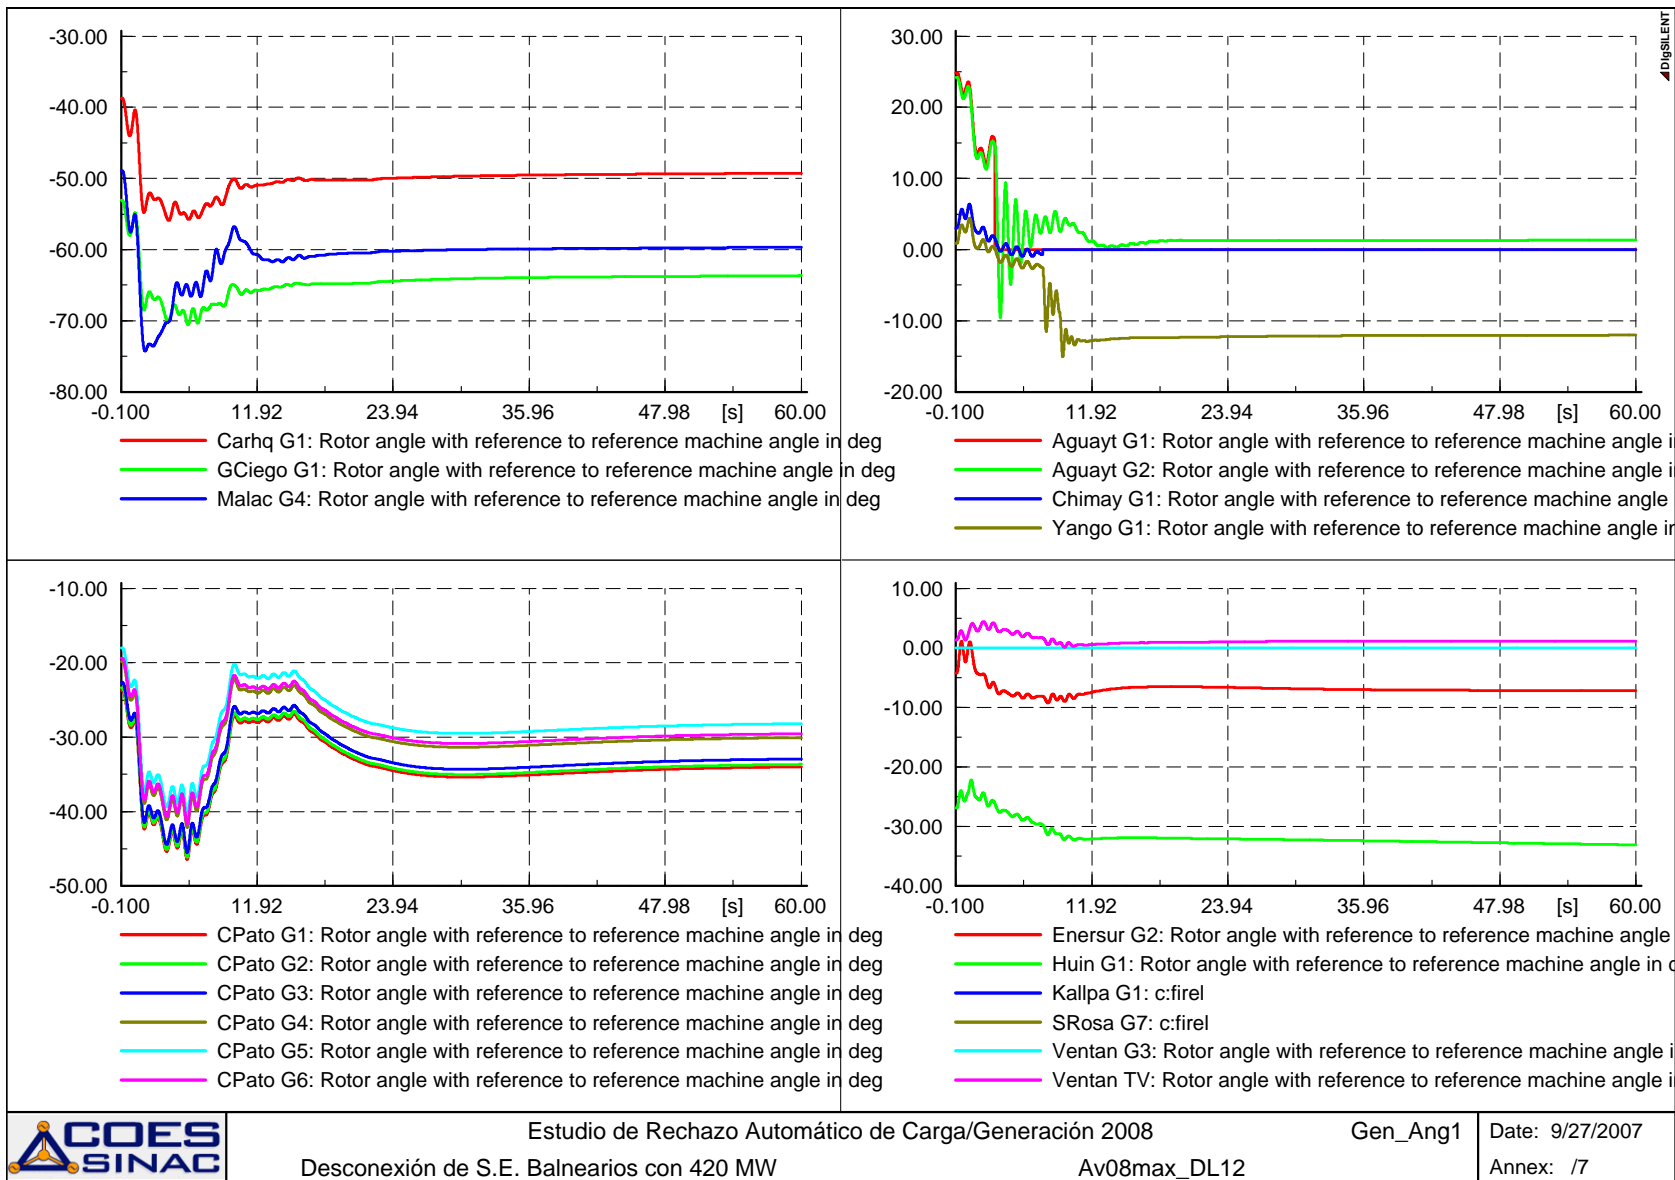 DIgSILENT
-30.00
-40.00
-50.00
-60.00
-70.00
-80.00
-0.100 11.92 23.94 35.96 47.98 [s] 60.00
Carhq G1: Rotor angle with reference to reference machine angle in deg
GCiego G1: Rotor angle with reference to reference machine angle in deg
Malac G4: Rotor angle with reference to reference machine angle in deg
30.00
20.00
10.00
0.00
-10.00
-20.00
-0.100 11.92 23.94 35.96 47.98 [s] 60.00
Aguayt G1: Rotor angle with reference to reference machine angle i
Aguayt G2: Rotor angle with reference to reference machine angle i
Chimay G1: Rotor angle with reference to reference machine angle
Yango G1: Rotor angle with reference to reference machine angle i
-10.00
-20.00
-30.00
-40.00
-50.00
-0.100 11.92 23.94 35.96 47.98 [s] 60.00
CPato G1: Rotor angle with reference to reference machine angle in deg
CPato G2: Rotor angle with reference to reference machine angle in deg
CPato G3: Rotor angle with reference to reference machine angle in deg
CPato G4: Rotor angle with reference to reference machine angle in deg
CPato G5: Rotor angle with reference to reference machine angle in deg
CPato G6: Rotor angle with reference to reference machine angle in deg
10.00
0.00
-10.00
-20.00
-30.00
-40.00
-0.100 11.92 23.94 35.96 47.98 [s] 60.00
Enersur G2: Rotor angle with reference to reference machine angle
Huin G1: Rotor angle with reference to reference machine angle in
Kallpa G1: c:firel
SRosa G7: c:firel
Ventan G3: Rotor angle with reference to reference machine angle i
Ventan TV: Rotor angle with reference to reference machine angle i
COES
SINAC
Estudio de Rechazo Automático de Carga/Generación 2008 Gen_Ang1
Desconexión de S.E. Balnearios con 420 MW Av08max_DL12
Date: 9/27/2007
Annex: /7